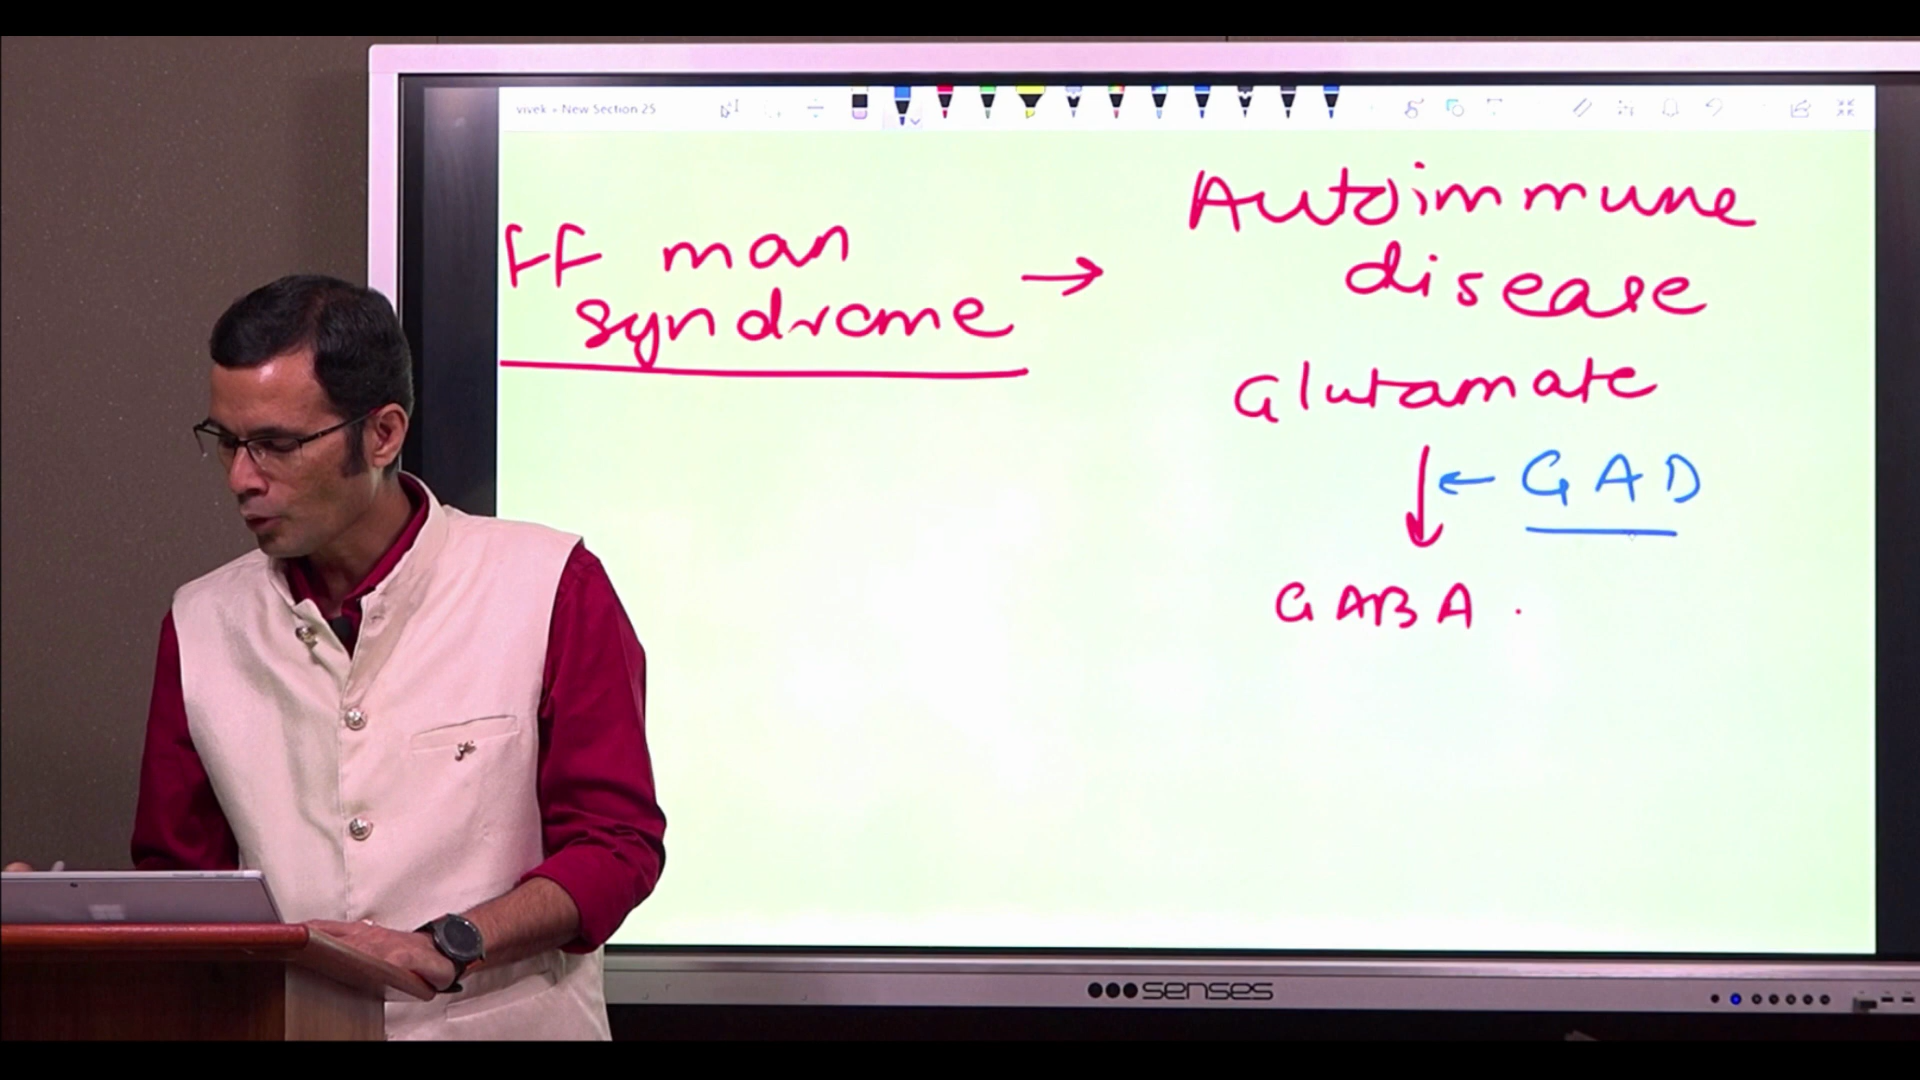 vivek » New Section 25
ff man
syndrome →
Autoimmune
disease
Glutamate
↓ ← GAD
GABA .
senses